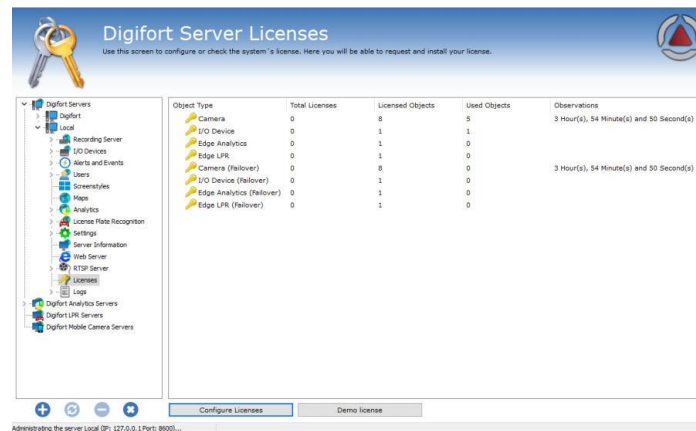 Digifort Server Licenses
Use this screen to configure or check the system´s license. Here you will be able to request and install your license.
Digifort Servers
Digifort
Local
Recording Server
I/O Devices
Alerts and Events
Users
Screenstyles
Maps
Analytics
License Plate Recognition
Settings
Server Information
Web Server
RTSP Server
Licenses
Logs
Digifort Analytics Servers
Digifort LPR Servers
Digifort Mobile Camera Servers
Object Type Total Licenses Licensed Objects Used Objects Observations
Camera 0 8 5 3 Hour(s), 54 Minute(s) and 50 Second(s)
I/O Device 0 1 1
Edge Analytics 0 1 0
Edge LPR 0 1 0
Camera (Failover) 0 8 0 3 Hour(s), 54 Minute(s) and 50 Second(s)
I/O Device (Failover) 0 1 0
Edge Analytics (Failover) 0 1 0
Edge LPR (Failover) 0 1 0
Configure Licenses Demo license
Administrating the server Local (IP: 127.0.0.1 Port: 8600)...